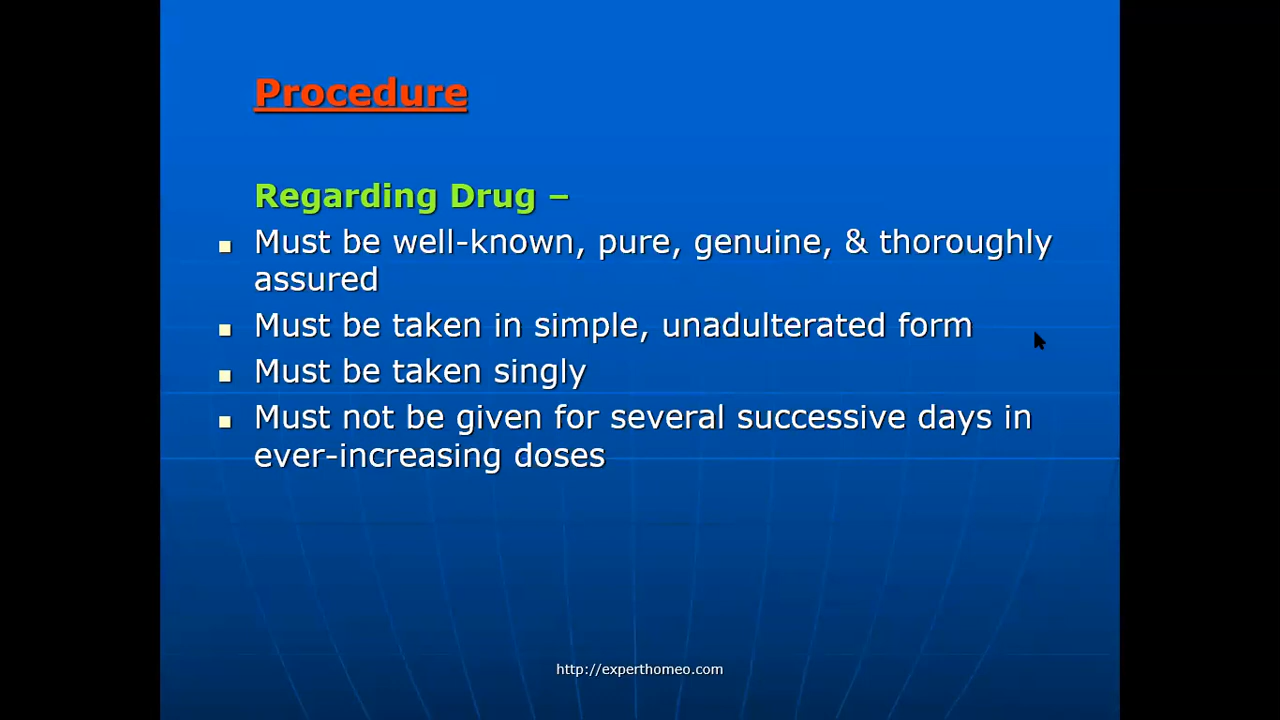 Procedure
Regarding Drug –
Must be well-known, pure, genuine, & thoroughly
assured
Must be taken in simple, unadulterated form
Must be taken singly
Must not be given for several successive days in
ever-increasing doses
http://experthomeo.com